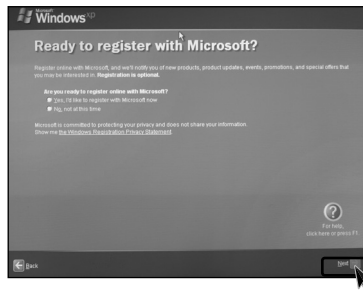 Microsoft
Windows xp
Ready to register with Microsoft?
Register online with Microsoft, and we'll notify you of new products, product updates, events, promotions, and special offers that
you may be interested in. Registration is optional.
Are you ready to register online with Microsoft?
Yes, I'd like to register with Microsoft now
No, not at this time
Microsoft is committed to protecting your privacy and does not share your information.
Show me the Windows Registration Privacy Statement
For help,
click here or press F1.
Back
Next